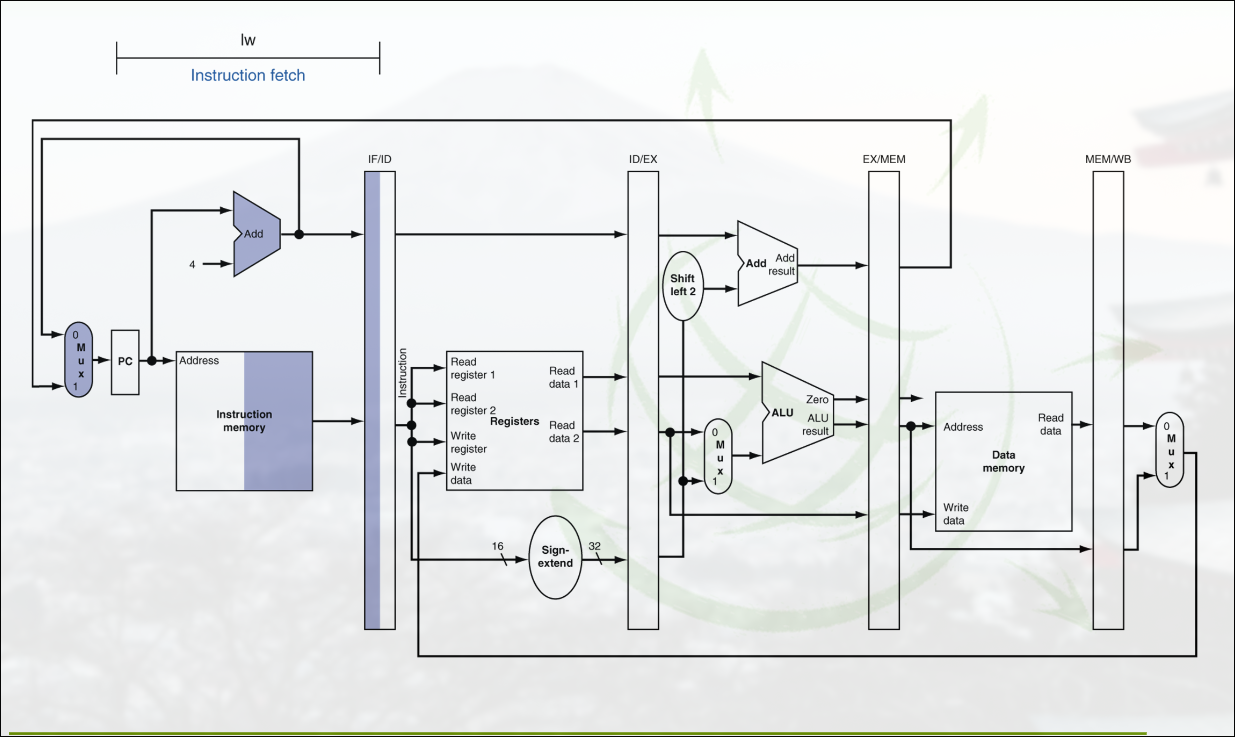 lw
Instruction fetch
IF/ID
ID/EX
EX/MEM
MEM/WB
Add
4
Add
Add
result
Shift
left 2
0
M
u
x
1
PC
Address
Instruction
memory
Instruction
Read
register 1
Read
register 2
Write
register
Write
data
Registers
Read
data 1
Read
data 2
16
Sign-
extend
32
0
M
u
x
1
ALU
Zero
ALU
result
Address
Write
data
Data
memory
Read
data
0
M
u
x
1